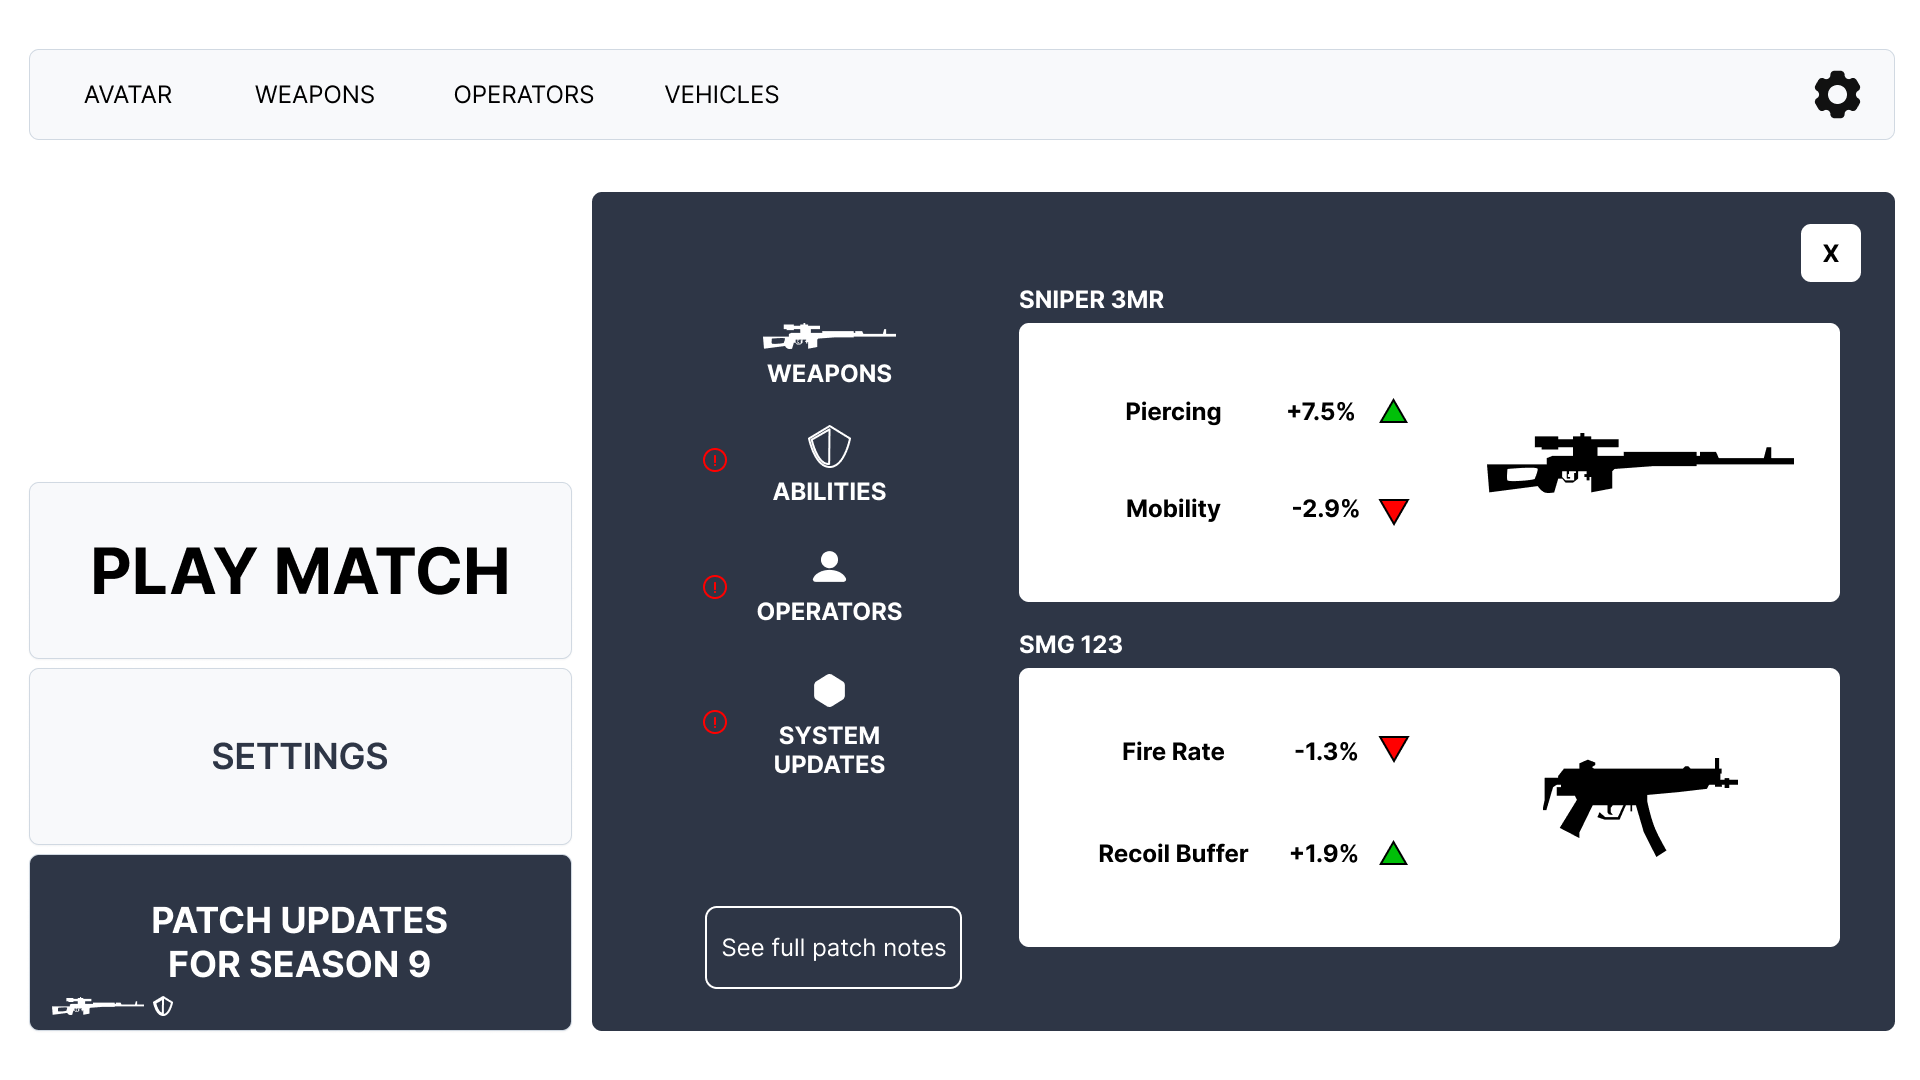 AVATAR
WEAPONS
OPERATORS
VEHICLES
PLAY MATCH
SETTINGS
PATCH UPDATES
FOR SEASON 9
X
WEAPONS
ABILITIES
OPERATORS
SYSTEM
UPDATES
See full patch notes
SNIPER 3MR
Piercing +7.5%
Mobility -2.9%
SMG 123
Fire Rate -1.3%
Recoil Buffer +1.9%